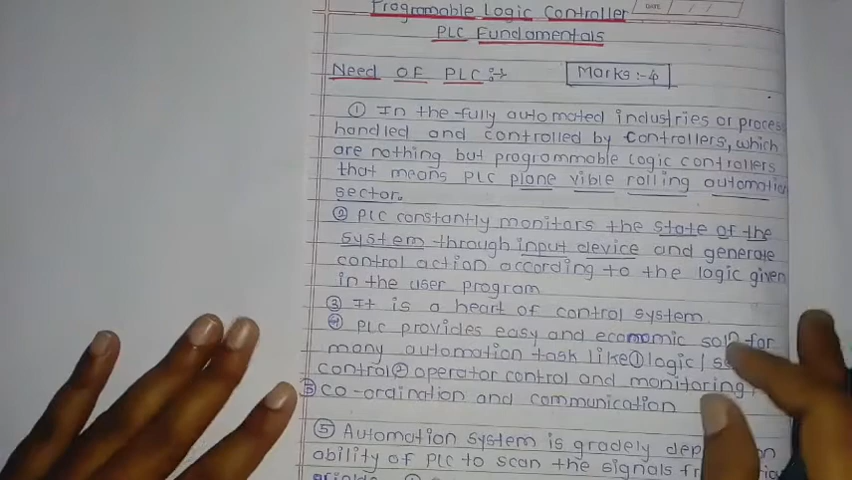 Programmable Logic Controller
DATE / /
PLC Fundamentals
Need OF PLC :→ Marks :- 4
① In the fully automated industries or process
handled and controlled by controllers, which
are nothing but programmable logic controllers
that means PLC plane vible rolling automatio
sector.
② PLC constantly monitors the state of the
system through input device and generate
control action according to the logic given
in the user program
③ It is a heart of control system.
④ PLC provides easy and economic soln for
many automation task like ① logic /
control ② operator control and monitoring
③ co-ordination and communication
⑤ Automation system is gradely on
ability of PLC to scan the signals